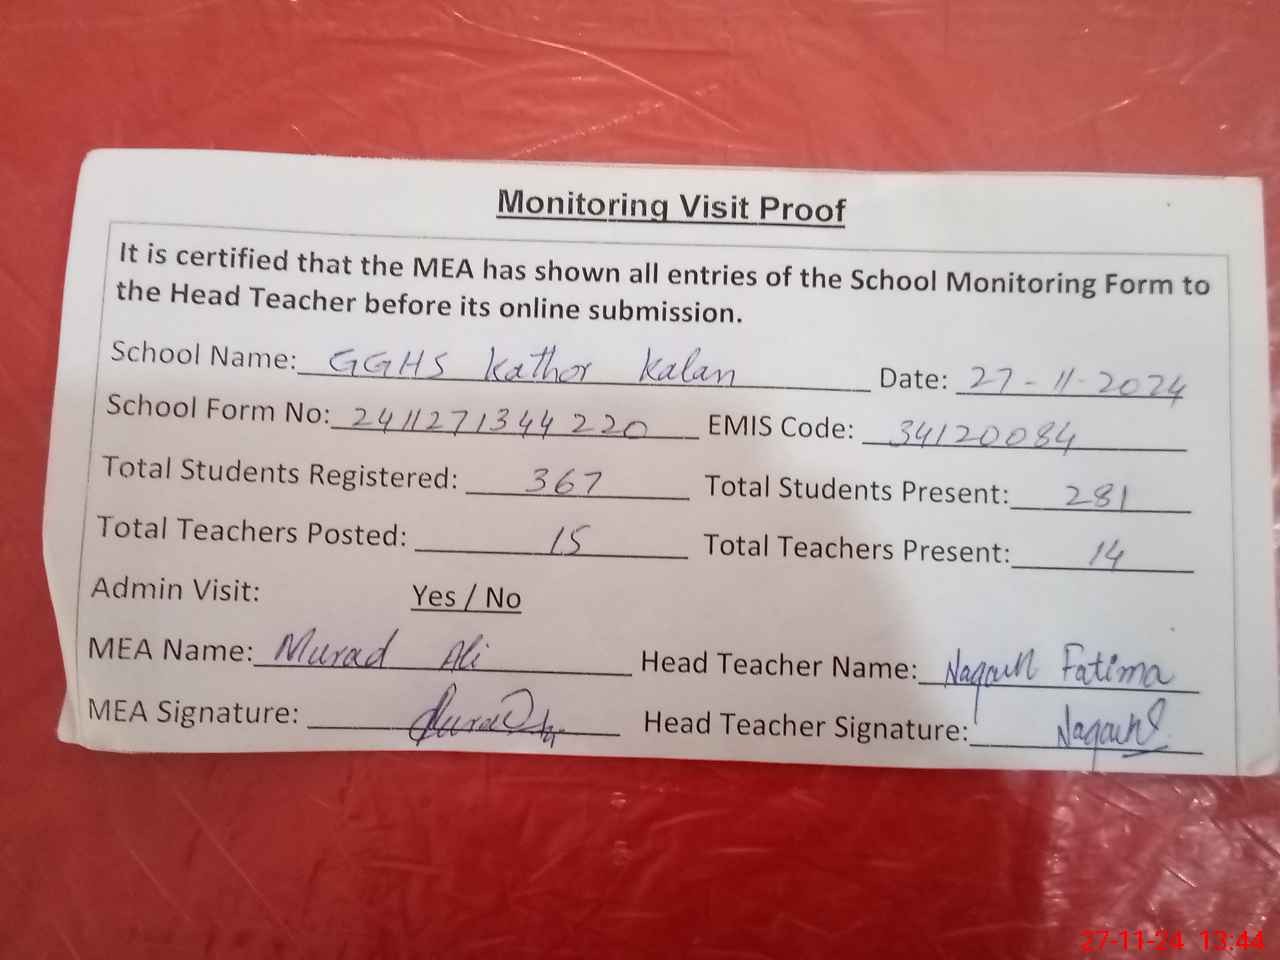 Monitoring Visit Proof
It is certified that the MEA has shown all entries of the School Monitoring Form to
the Head Teacher before its online submission.
School Name: GGHS Kathor Kalan Date: 27-11-2024
School Form No: 2411271344220 EMIS Code: 34120084
Total Students Registered: 367 Total Students Present: 281
Total Teachers Posted: 15 Total Teachers Present: 14
Admin Visit: Yes / No
MEA Name: Murad Ali Head Teacher Name: Fatima
MEA Signature: Head Teacher Signature:
27-11-24 13:44